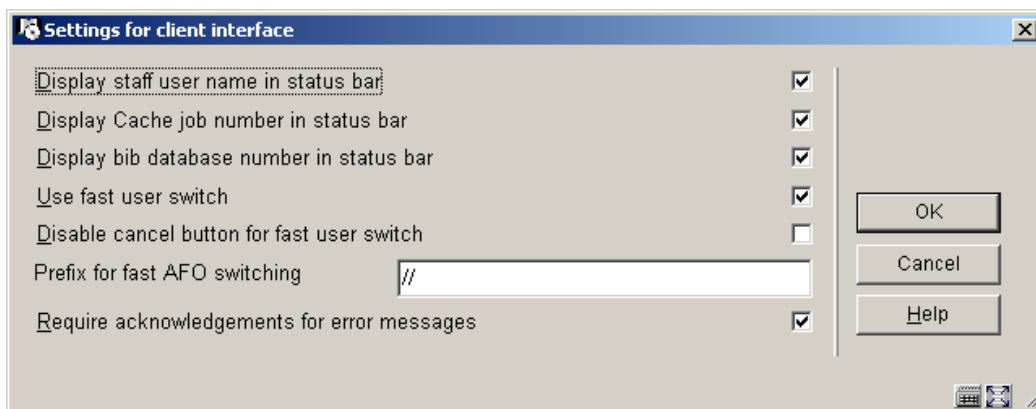 Settings for client interface
Display staff user name in status bar
Display Cache job number in status bar
Display bib database number in status bar
Use fast user switch
Disable cancel button for fast user switch
Prefix for fast AFO switching //
Require acknowledgements for error messages
OK
Cancel
Help